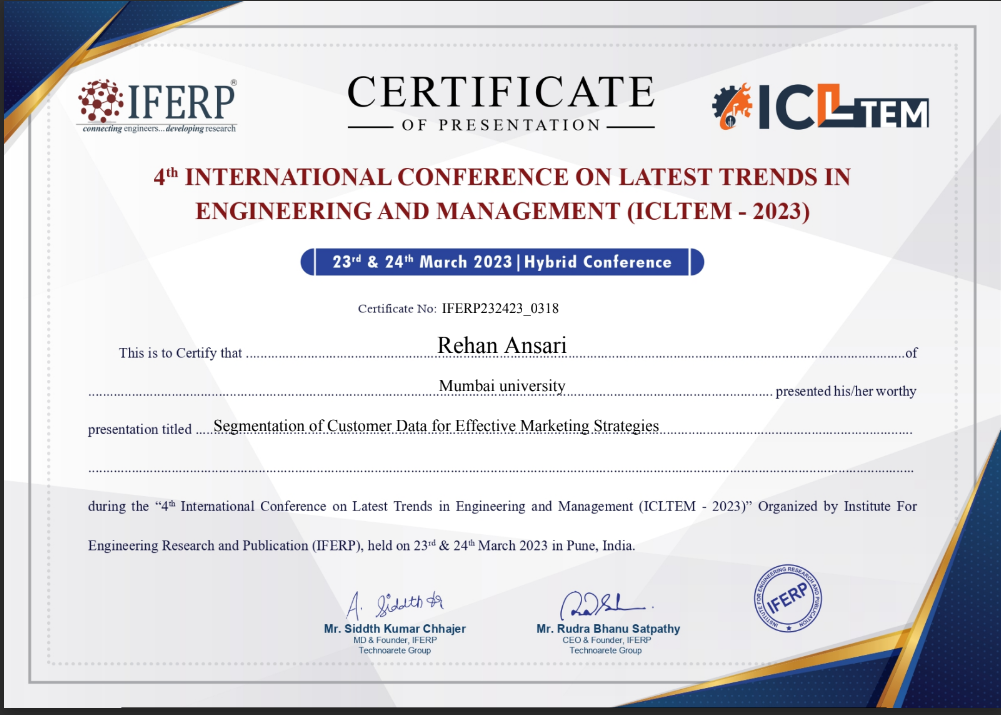 IFERP®
connecting engineers...developing research
CERTIFICATE
OF PRESENTATION
ICLTEM
4th INTERNATIONAL CONFERENCE ON LATEST TRENDS IN
ENGINEERING AND MANAGEMENT (ICLTEM - 2023)
23rd & 24th March 2023|Hybrid Conference
Certificate No: IFERP232423_0318
This is to Certify that Rehan Ansari of
Mumbai university presented his/her worthy
presentation titled Segmentation of Customer Data for Effective Marketing Strategies
during the “4th International Conference on Latest Trends in Engineering and Management (ICLTEM - 2023)” Organized by Institute For
Engineering Research and Publication (IFERP), held on 23rd & 24th March 2023 in Pune, India.
A. Siddth
Mr. Siddth Kumar Chhajer
MD & Founder, IFERP
Technoarete Group
Mr. Rudra Bhanu Satpathy
CEO & Founder, IFERP
Technoarete Group
INSTITUTE FOR ENGINEERING RESEARCH AND PUBLICATION
IFERP